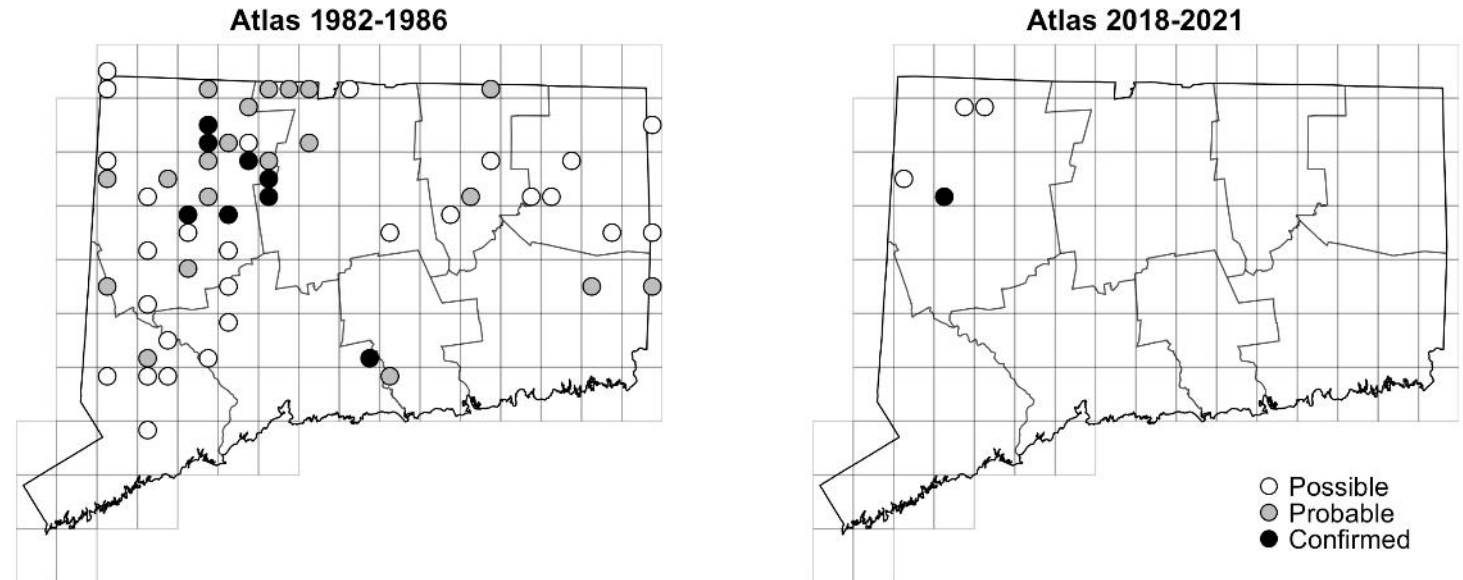 Atlas 1982-1986
Atlas 2018-2021
Possible
Probable
Confirmed